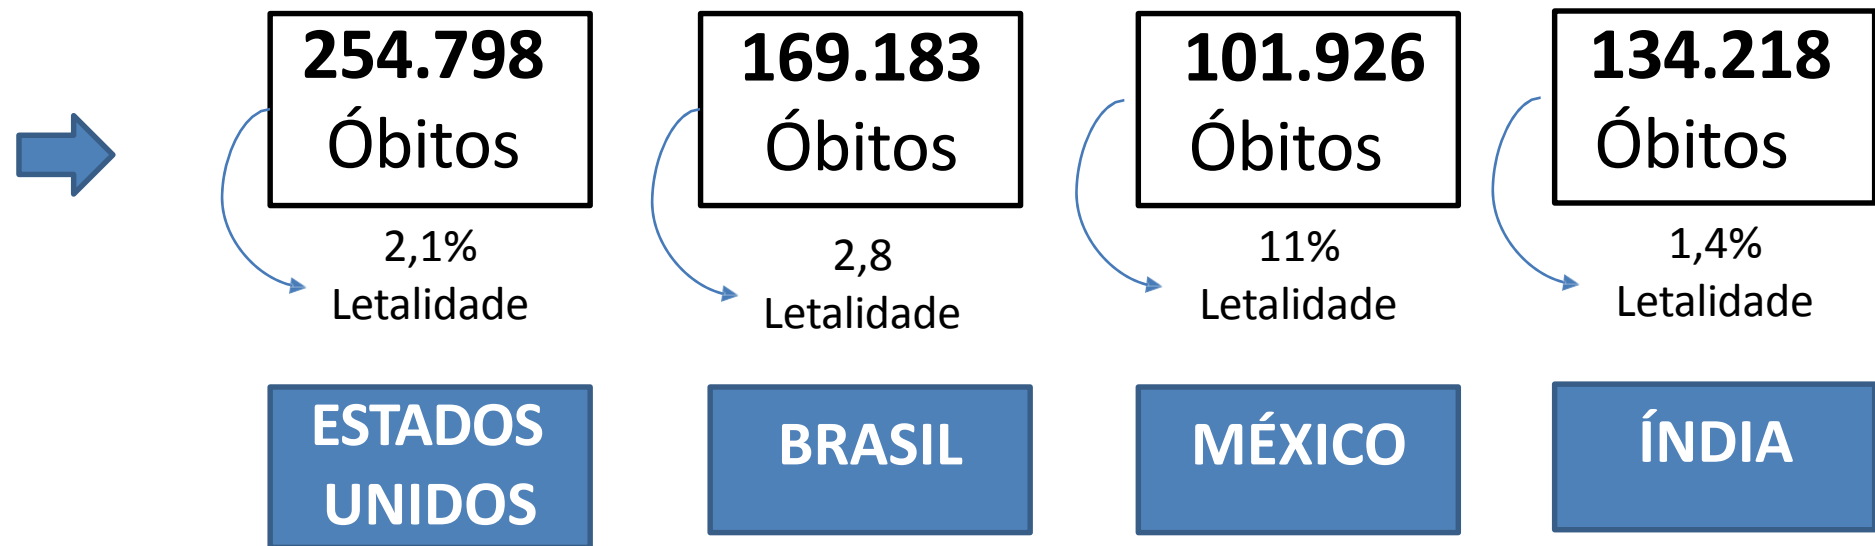 254.798
Óbitos
2,1%
Letalidade
ESTADOS
UNIDOS
169.183
Óbitos
2,8
Letalidade
BRASIL
101.926
Óbitos
11%
Letalidade
MÉXICO
134.218
Óbitos
1,4%
Letalidade
ÍNDIA